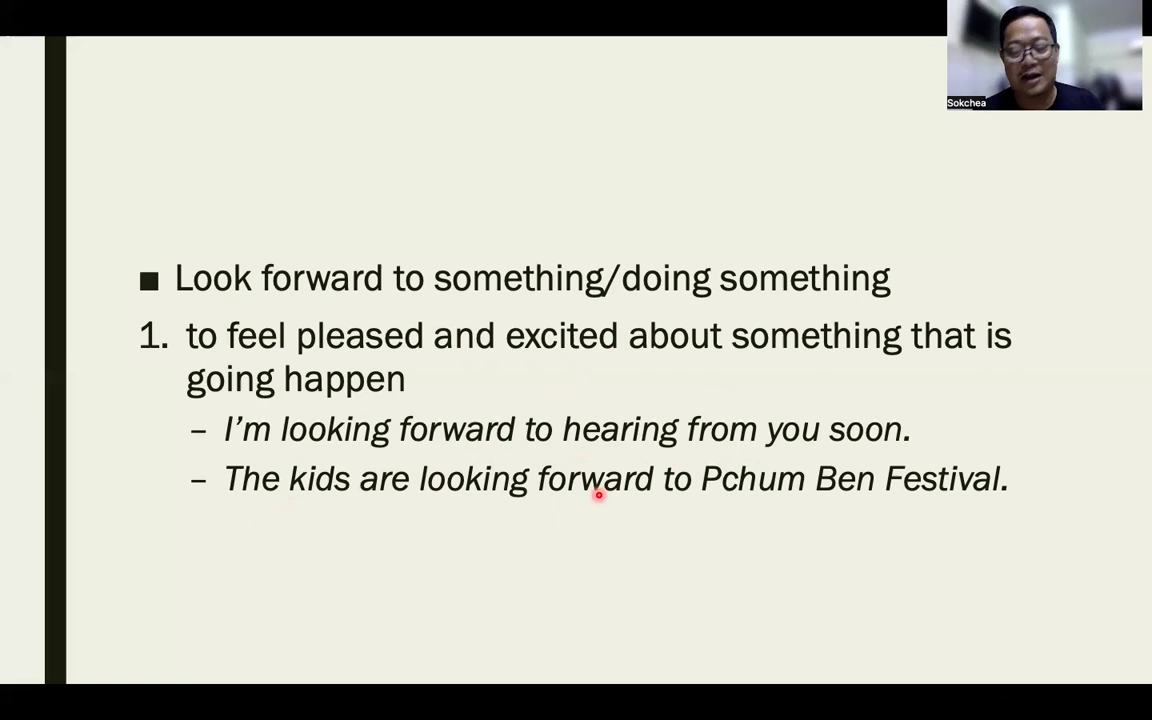 Sokchea
■ Look forward to something/doing something
1. to feel pleased and excited about something that is
going happen
– I’m looking forward to hearing from you soon.
– The kids are looking forward to Pchum Ben Festival.